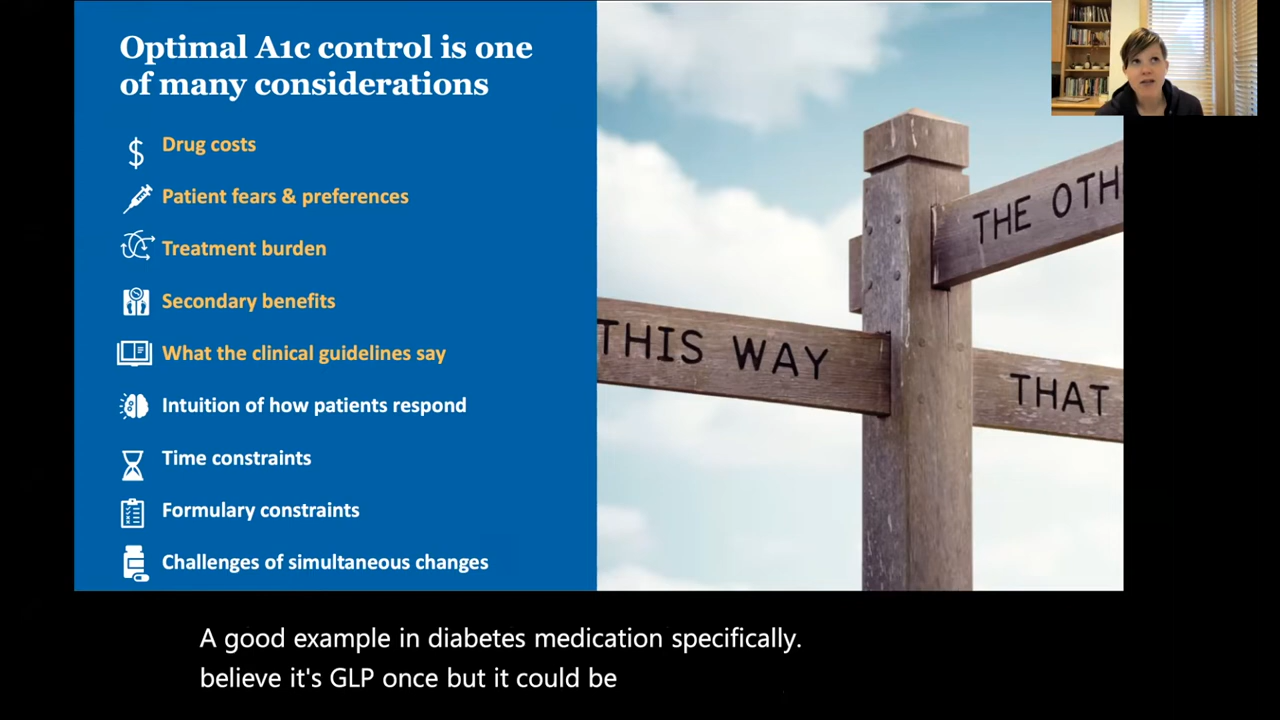 Optimal A1c control is one
of many considerations
$ Drug costs
Patient fears & preferences
Treatment burden
Secondary benefits
What the clinical guidelines say
Intuition of how patients respond
Time constraints
Formulary constraints
Challenges of simultaneous changes
THE OTH
THIS WAY
THAT
A good example in diabetes medication specifically.
believe it's GLP once but it could be